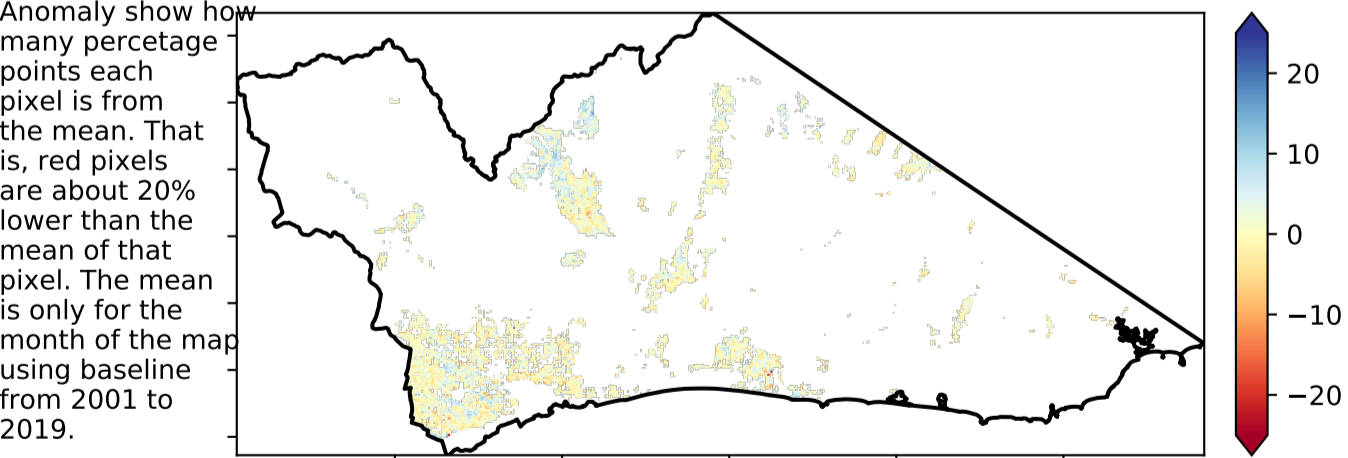 Anomaly show how
many percetage
points each
pixel is from
the mean. That
is, red pixels
are about 20%
lower than the
mean of that
pixel. The mean
is only for the
month of the map
using baseline
from 2001 to
2019.
20
10
0
−10
−20